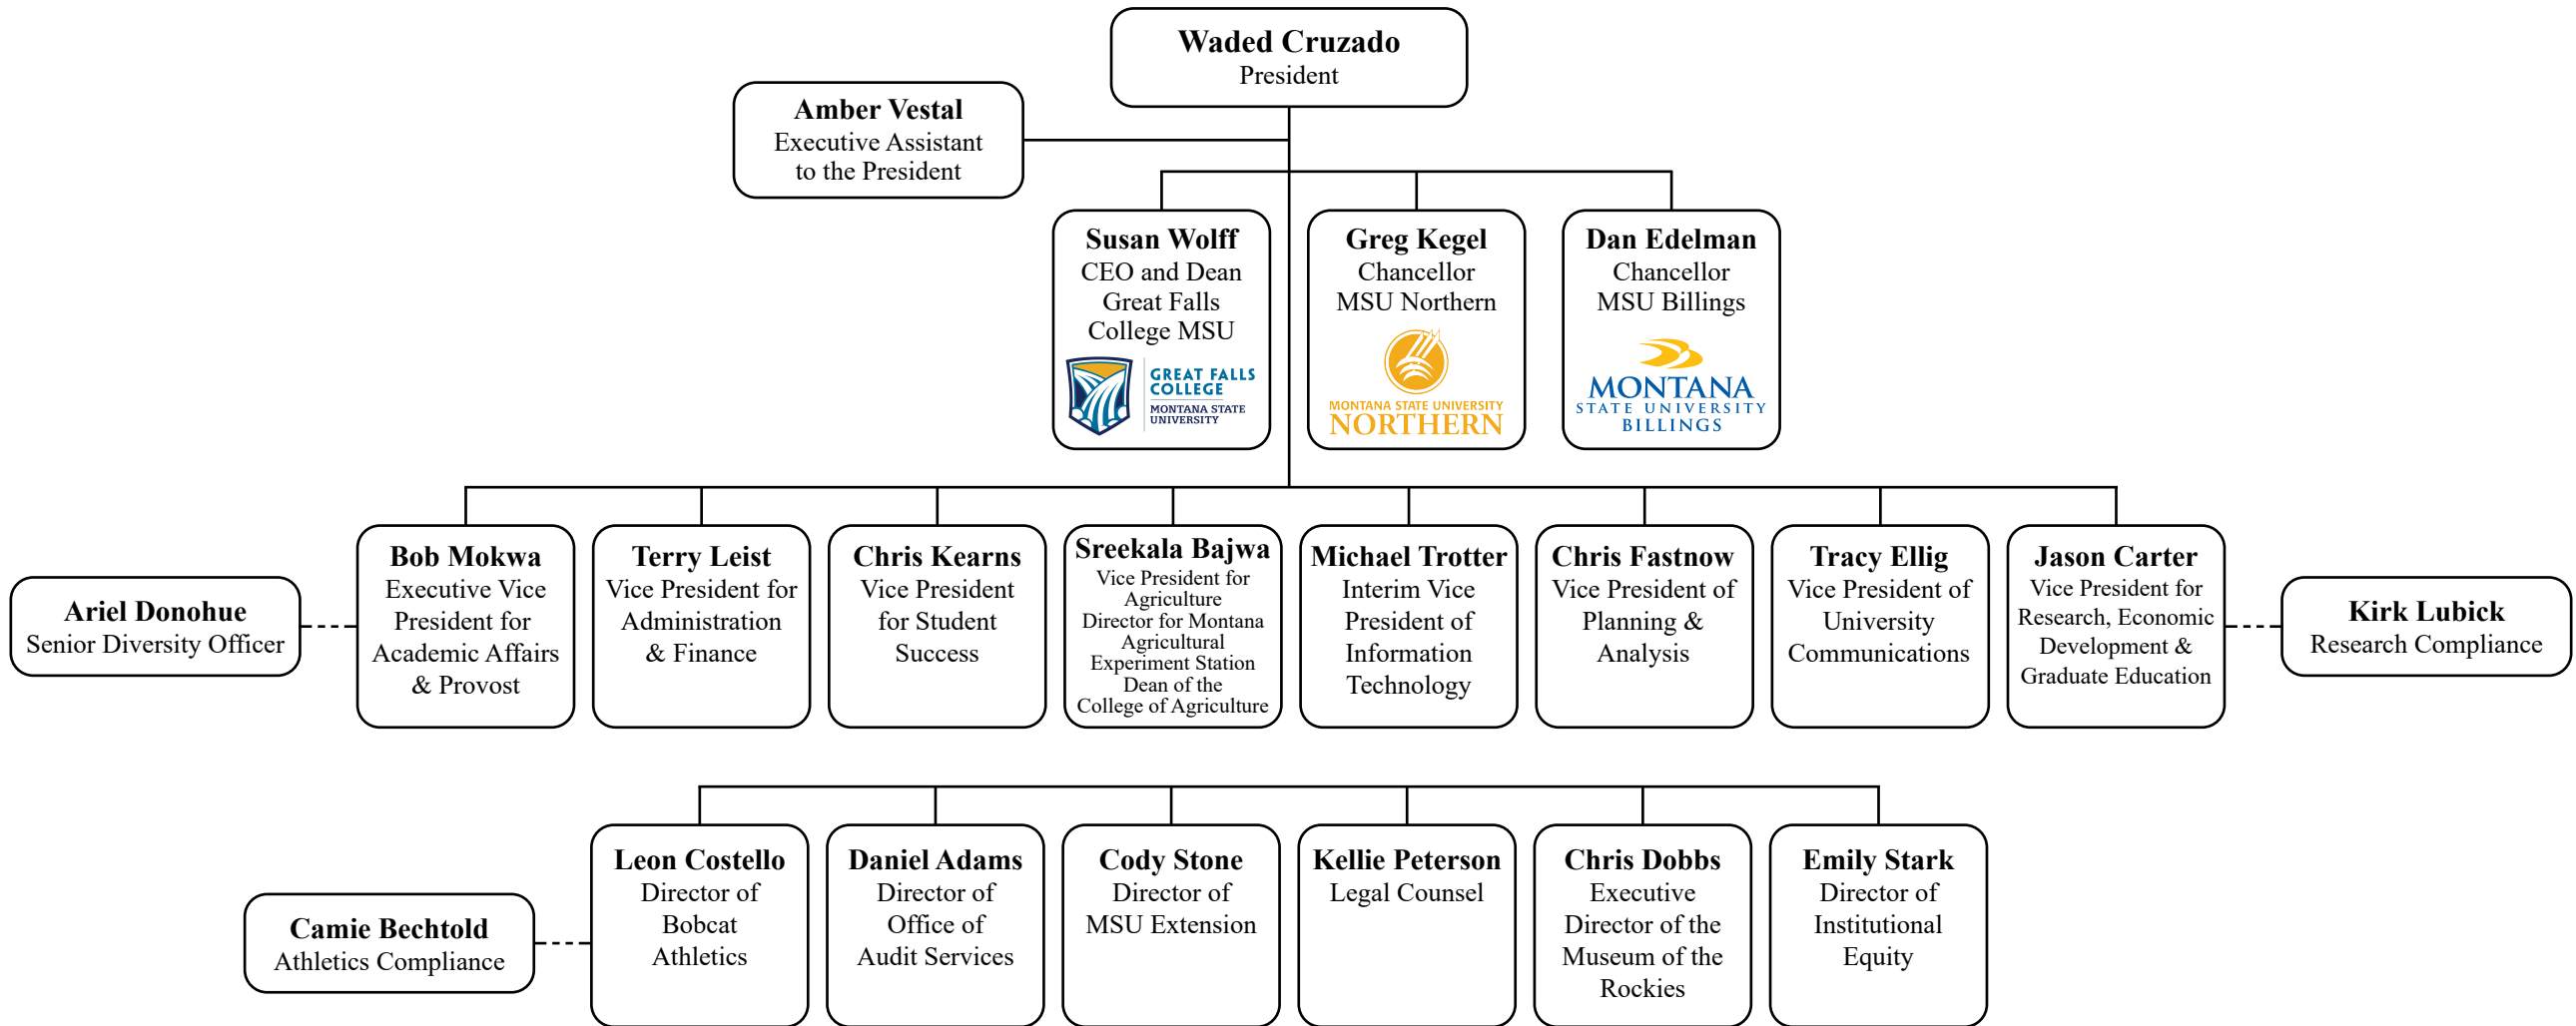 Waded Cruzado
President
Amber Vestal
Executive Assistant
to the President
Susan Wolff
CEO and Dean
Great Falls
College MSU
GREAT FALLS
COLLEGE
MONTANA STATE
UNIVERSITY
Greg Kegel
Chancellor
MSU Northern
MONTANA STATE UNIVERSITY
NORTHERN
Dan Edelman
Chancellor
MSU Billings
MONTANA
STATE UNIVERSITY
BILLINGS
Ariel Donohue
Senior Diversity Officer
Bob Mokwa
Executive Vice
President for
Academic Affairs
& Provost
Terry Leist
Vice President for
Administration
& Finance
Chris Kearns
Vice President
for Student
Success
Sreekala Bajwa
Vice President for
Agriculture
Director for Montana
Agricultural
Experiment Station
Dean of the
College of Agriculture
Michael Trotter
Interim Vice
President of
Information
Technology
Chris Fastnow
Vice President of
Planning &
Analysis
Tracy Ellig
Vice President of
University
Communications
Jason Carter
Vice President for
Research, Economic
Development &
Graduate Education
Kirk Lubick
Research Compliance
Camie Bechtold
Athletics Compliance
Leon Costello
Director of
Bobcat
Athletics
Daniel Adams
Director of
Office of
Audit Services
Cody Stone
Director of
MSU Extension
Kellie Peterson
Legal Counsel
Chris Dobbs
Executive
Director of the
Museum of the
Rockies
Emily Stark
Director of
Institutional
Equity